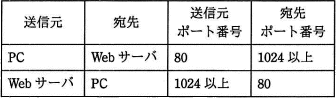 送信元 宛先 送信元ポート番号 宛先ポート番号
PC Webサーバ 80 1024以上
Webサーバ PC 1024以上 80